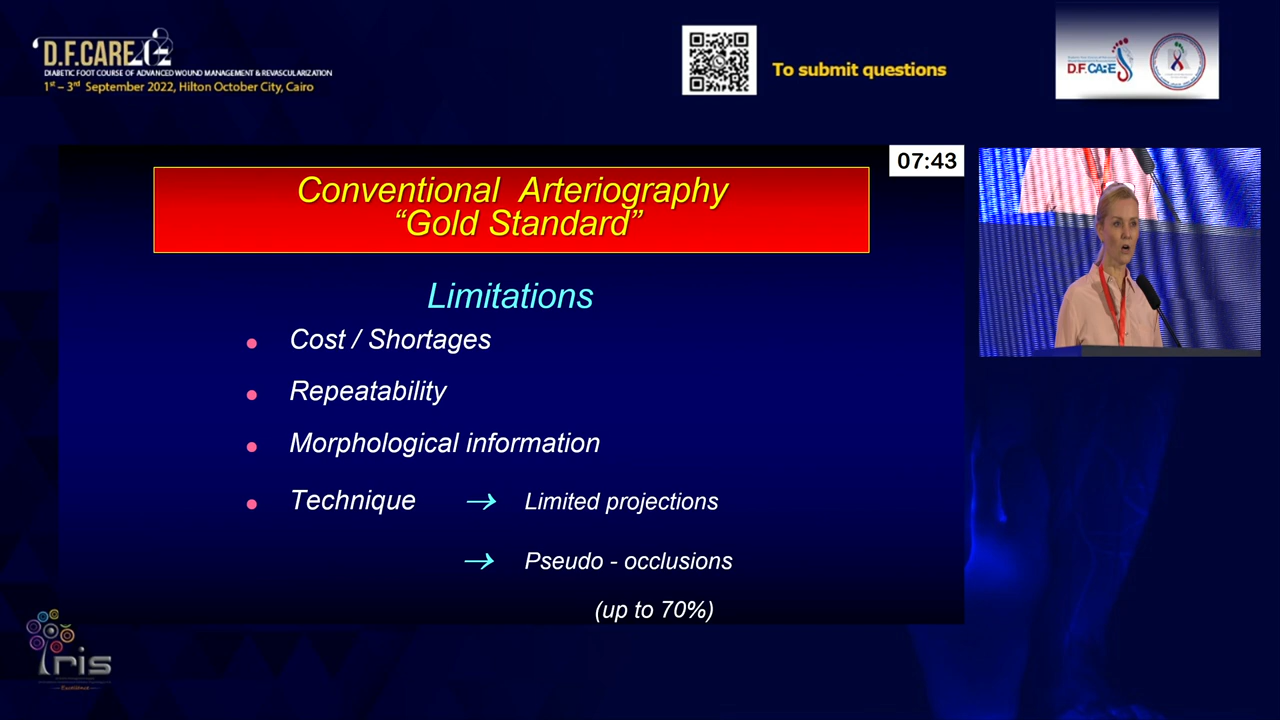 D.F.CARE
DIABETIC FOOT COURSE OF ADVANCED WOUND MANAGEMENT & REVASCULARIZATION
1st – 3rd September 2022, Hilton October City, Cairo
To submit questions
D.F.CARE
07:43
Conventional Arteriography
“Gold Standard”
Limitations
• Cost / Shortages
• Repeatability
• Morphological information
• Technique → Limited projections
→ Pseudo - occlusions
(up to 70%)
Iris